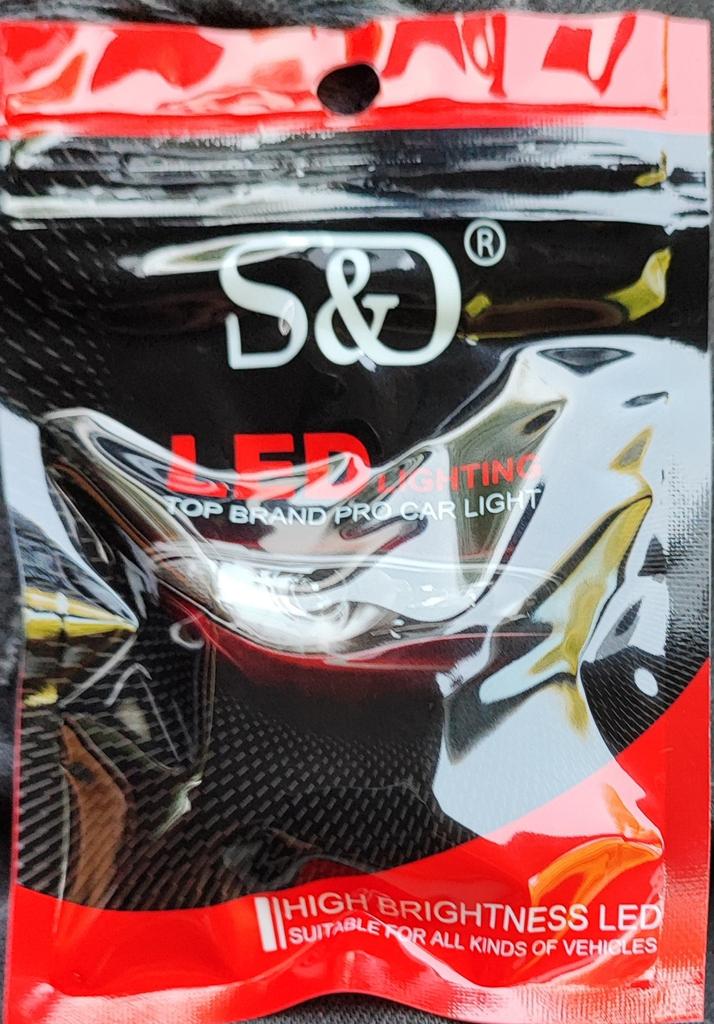 S&D®
LED LIGHTING
TOP BRAND PRO CAR LIGHT
HIGH BRIGHTNESS LED
SUITABLE FOR ALL KINDS OF VEHICLES